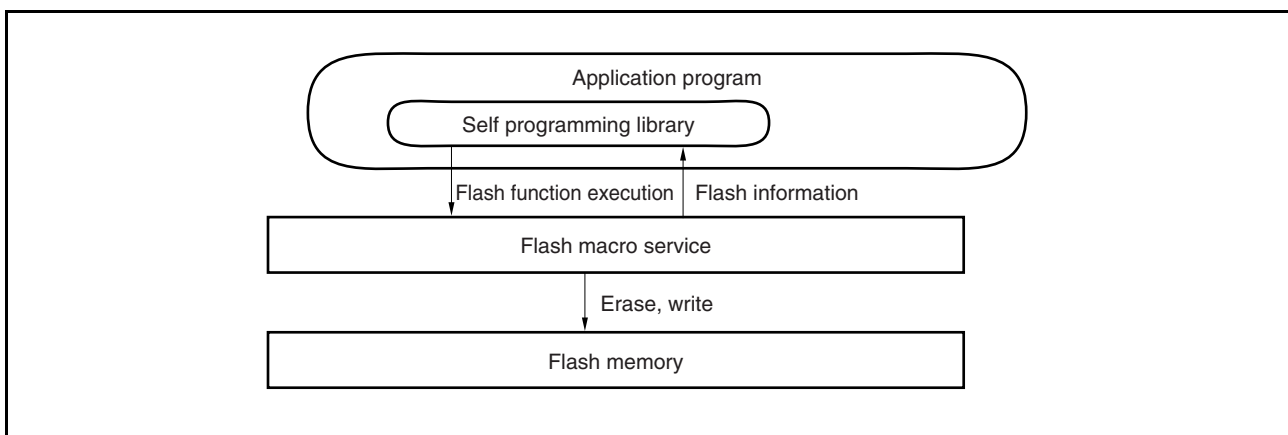 Application program
Self programming library
Flash function execution
Flash information
Flash macro service
Erase, write
Flash memory